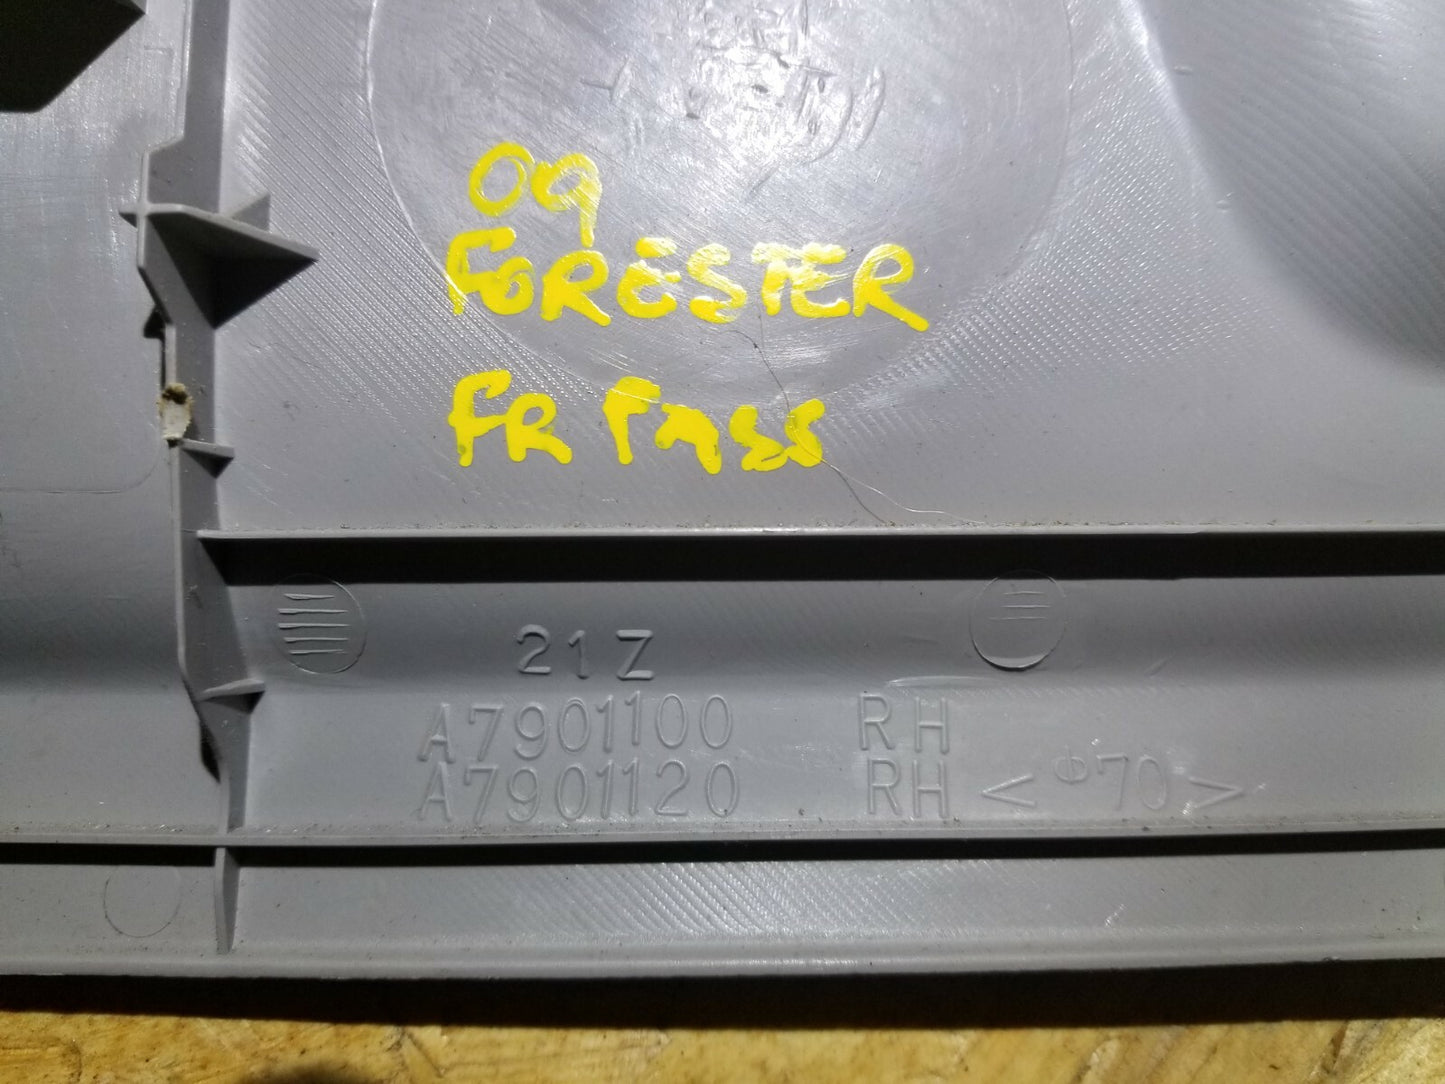 09
FORESTER
FR PASS
21Z
A7901100 RH
A7901120 RH < φ70 >